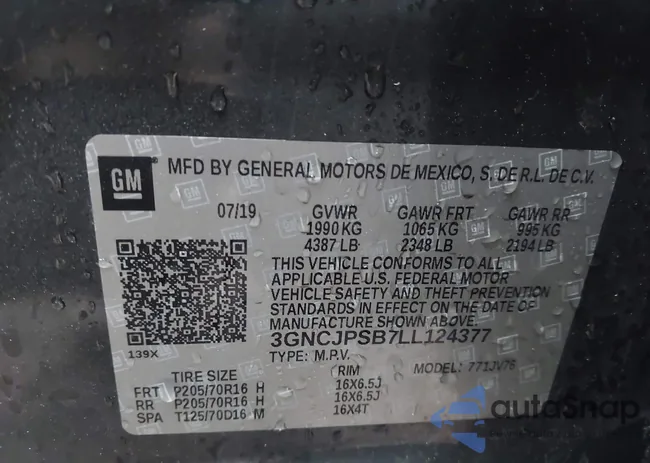 GM
MFD BY GENERAL MOTORS DE MEXICO, S. DE R.L. DE C.V.
07/19 GVWR GAWR FRT GAWR RR
1990 KG 1065 KG 995 KG
4387 LB 2348 LB 2194 LB
THIS VEHICLE CONFORMS TO ALL
APPLICABLE U.S. FEDERAL MOTOR
VEHICLE SAFETY AND THEFT PREVENTION
STANDARDS IN EFFECT ON THE DATE OF
MANUFACTURE SHOWN ABOVE.
3GNCJPSB7LL124377
139X
TYPE: M.P.V. MODEL: 771JV76
TIRE SIZE RIM
FRT P205/70R16 H 16X6.5J
RR P205/70R16 H 16X6.5J
SPA T125/70D16 M 16X4T
autoSnap